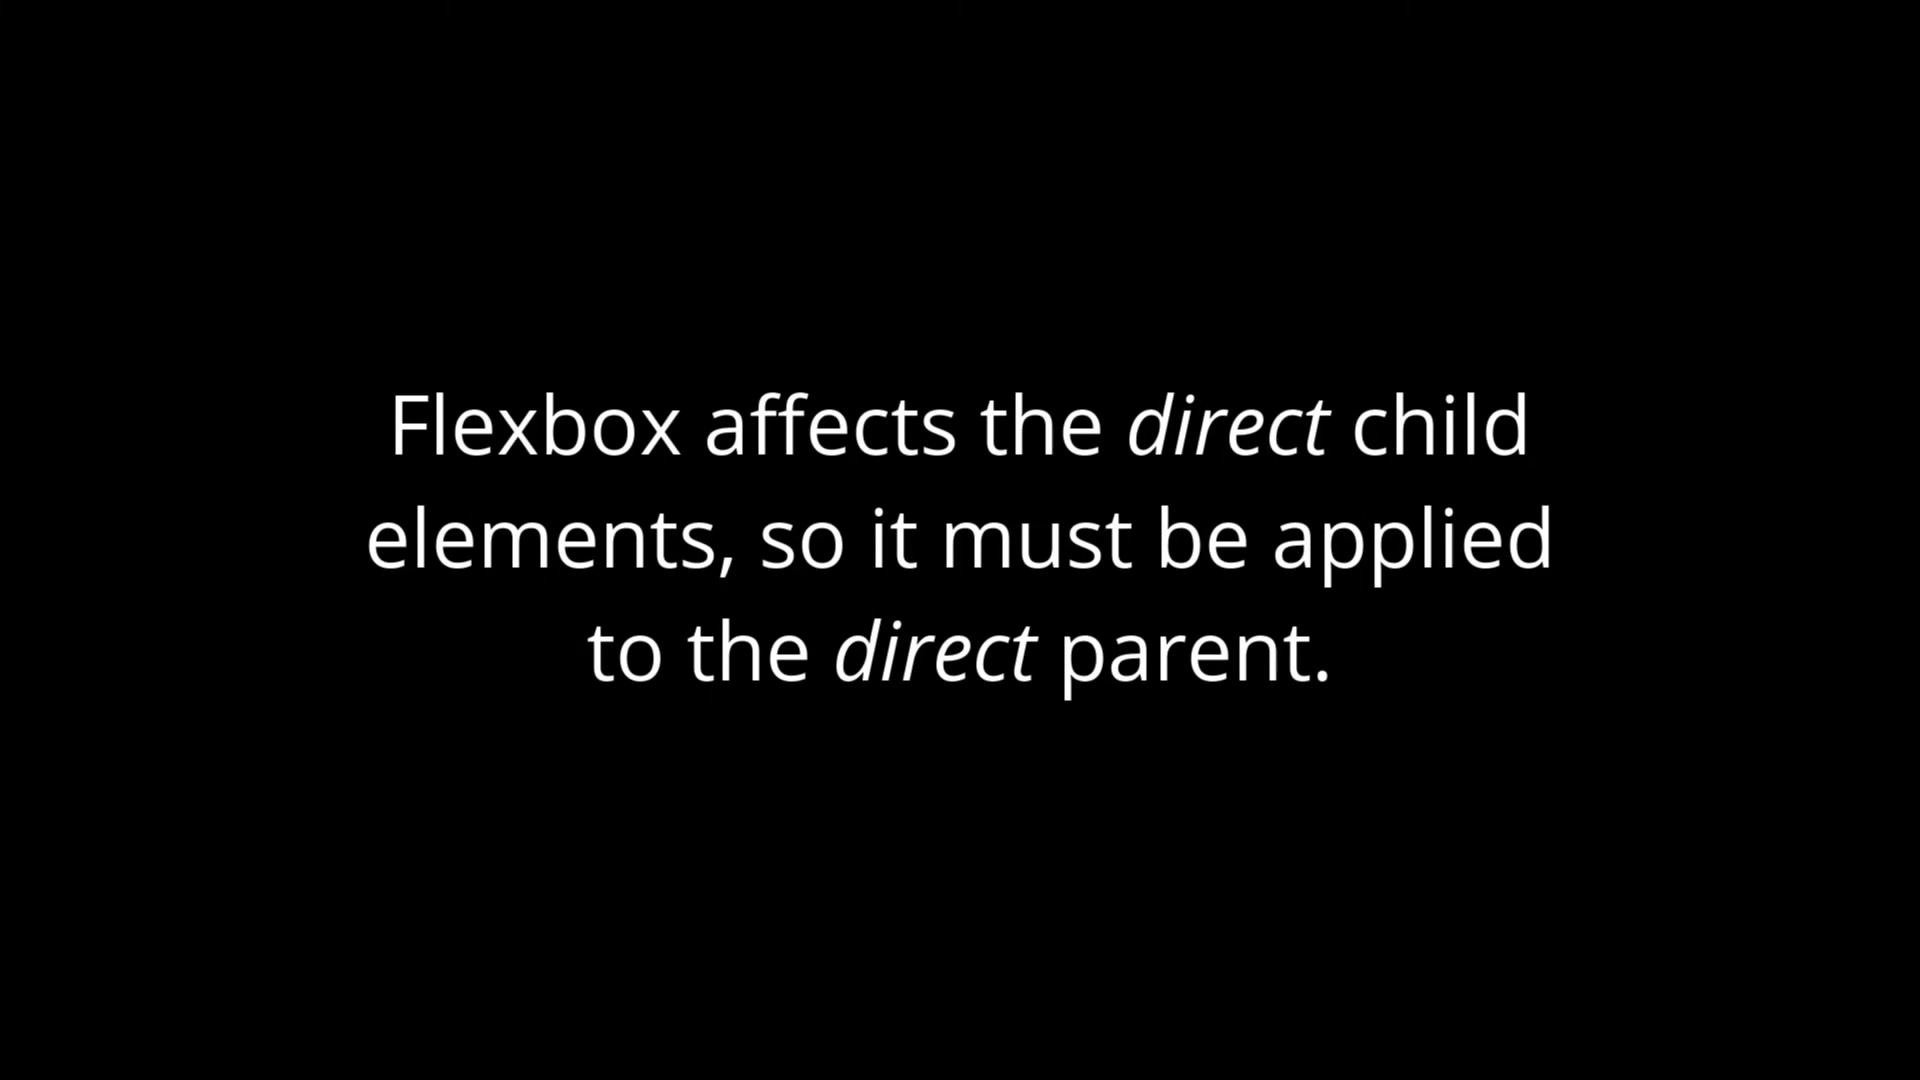 Flexbox affects the direct child
elements, so it must be applied
to the direct parent.